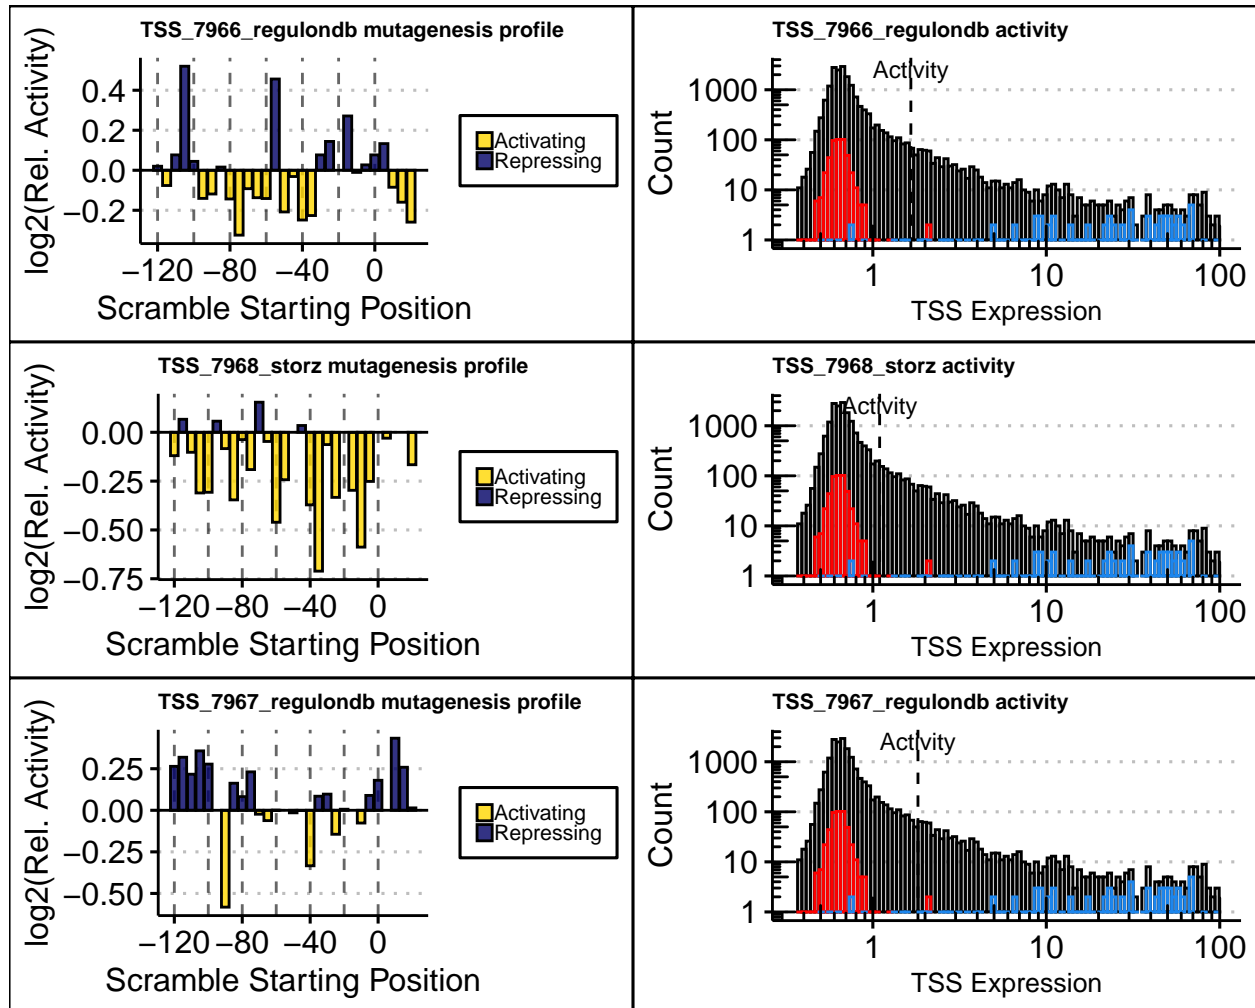 TSS_7966_regulondb mutagenesis profile
log2(Rel. Activity)
0.4
0.2
0.0
−0.2
−120 −80 −40 0
Scramble Starting Position
Activating
Repressing
TSS_7966_regulondb activity
Activity
Count
1000
100
10
1
1 10 100
TSS Expression
TSS_7968_storz mutagenesis profile
log2(Rel. Activity)
0.00
−0.25
−0.50
−0.75
−120 −80 −40 0
Scramble Starting Position
Activating
Repressing
TSS_7968_storz activity
Activity
Count
1000
100
10
1
1 10 100
TSS Expression
TSS_7967_regulondb mutagenesis profile
log2(Rel. Activity)
0.25
0.00
−0.25
−0.50
−120 −80 −40 0
Scramble Starting Position
Activating
Repressing
TSS_7967_regulondb activity
Activity
Count
1000
100
10
1
1 10 100
TSS Expression